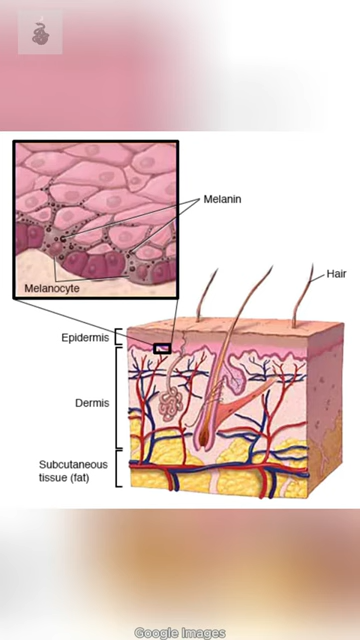 Melanin
Hair
Melanocyte
Epidermis
Dermis
Subcutaneous
tissue (fat)
Google Images